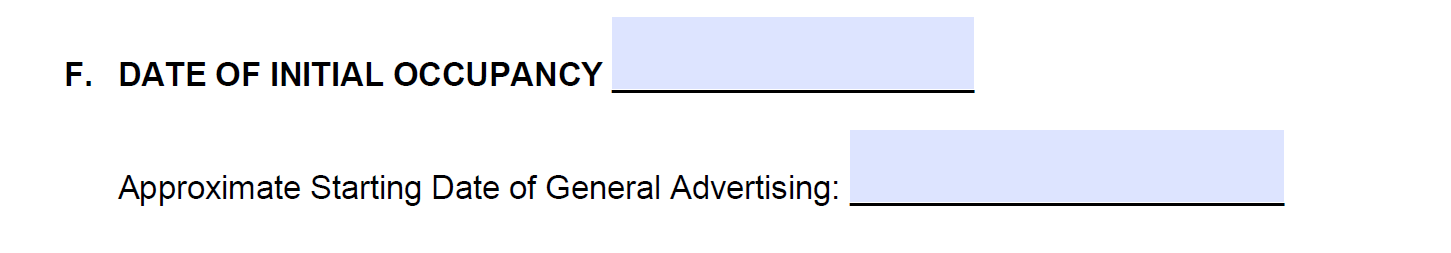 F. DATE OF INITIAL OCCUPANCY
Approximate Starting Date of General Advertising: